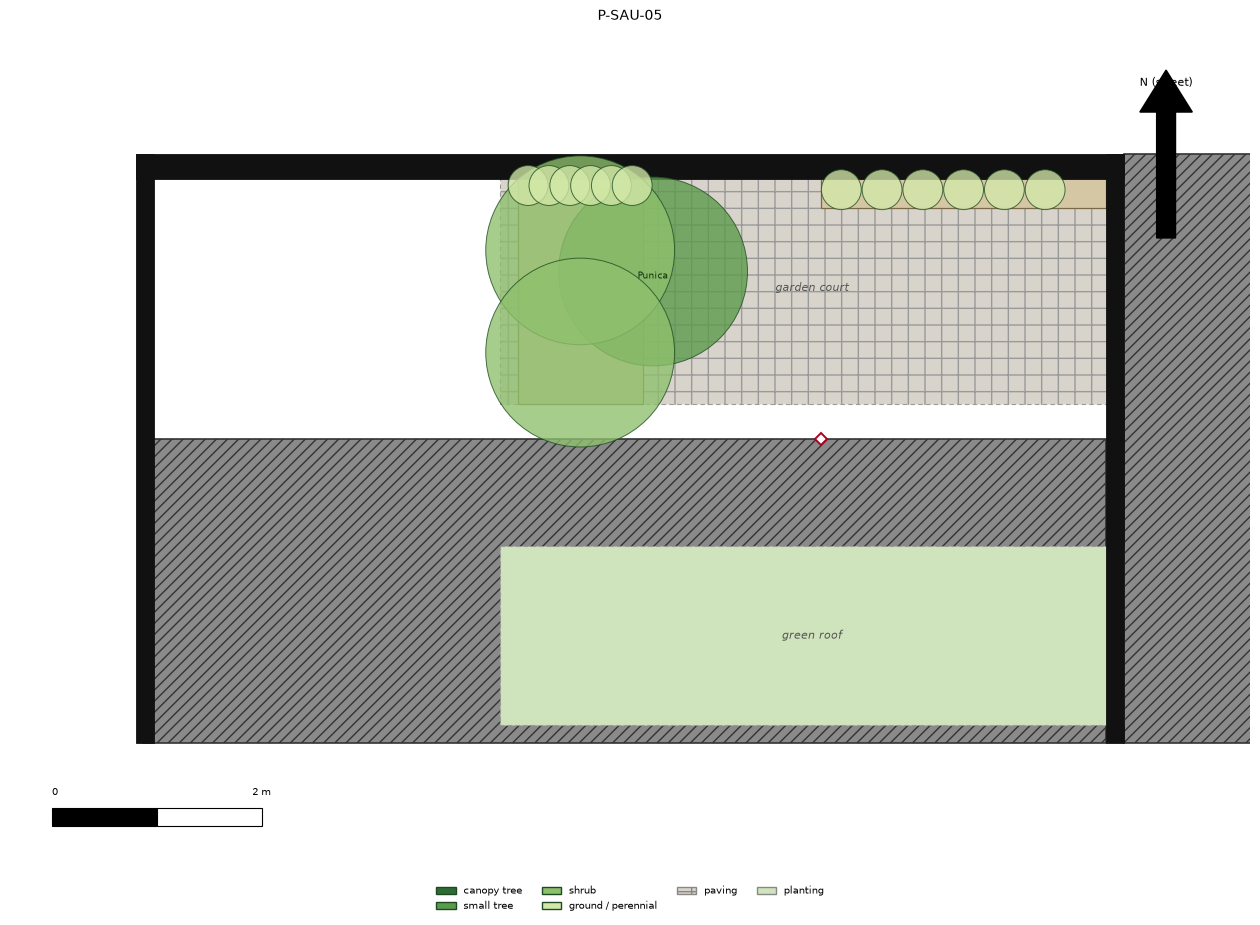 P-SAU-05
N (street)
Punica
garden court
green roof
0 2 m
canopy tree shrub paving planting
small tree ground / perennial